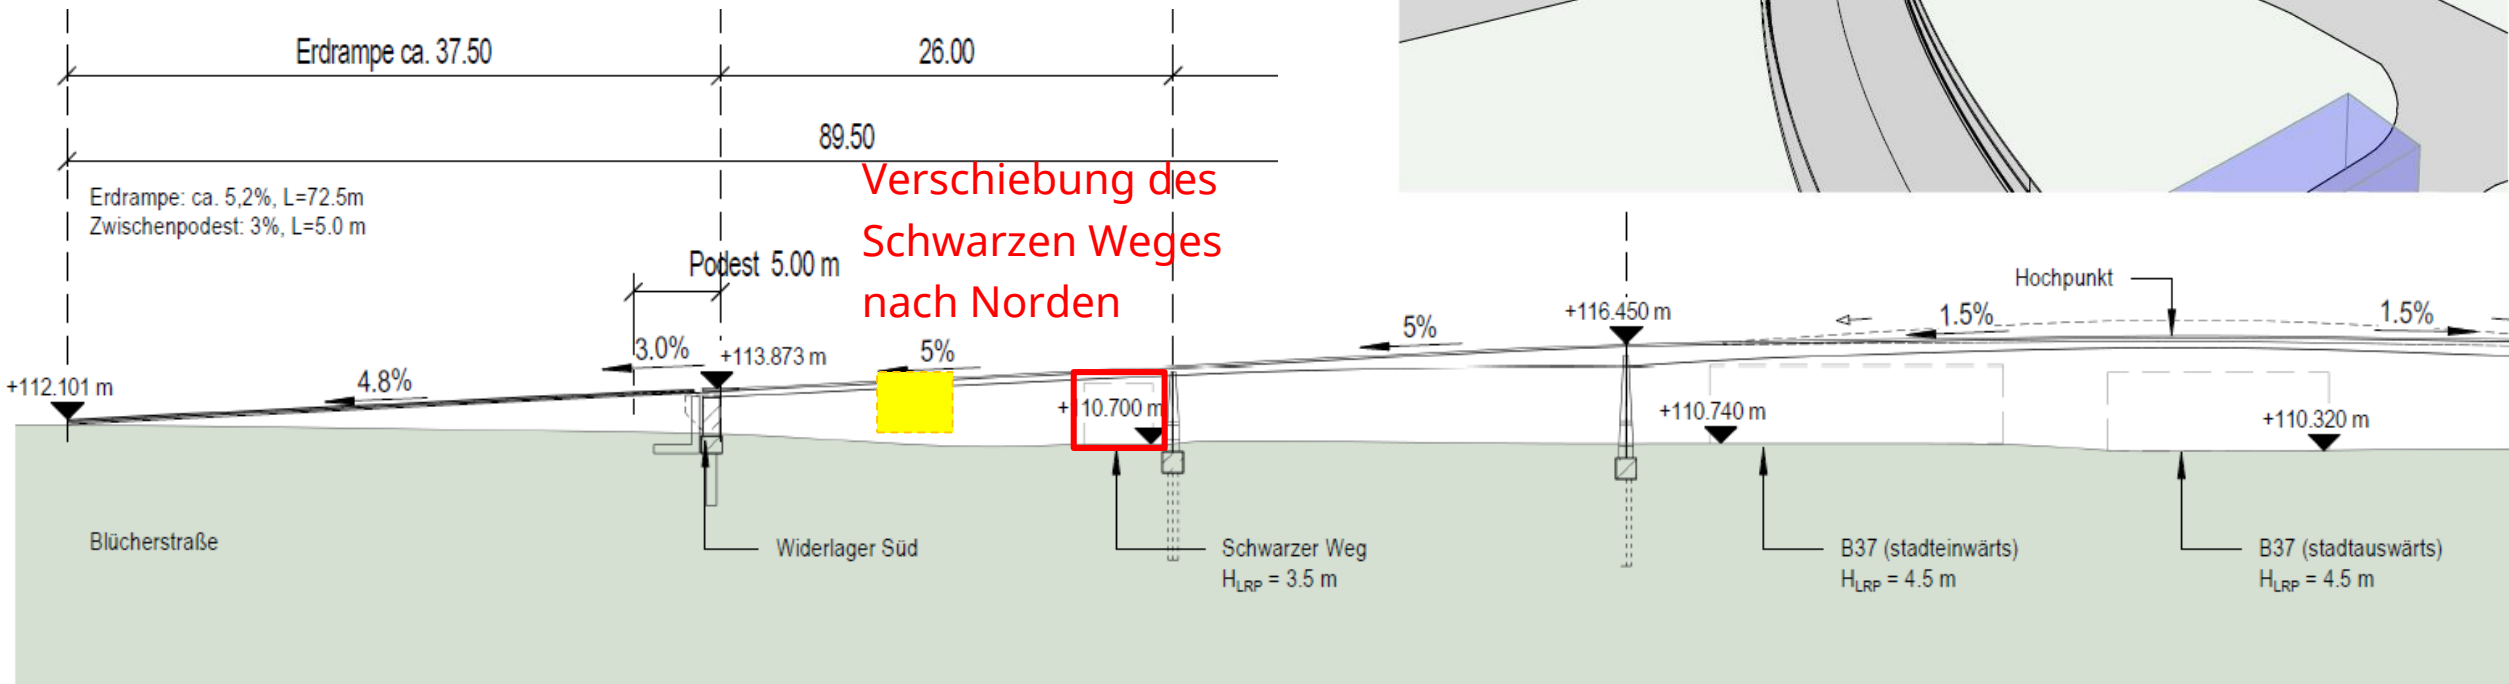 Erdrampe ca. 37.50
26.00
89.50
Erdrampe: ca. 5,2%, L=72.5m
Zwischenpodest: 3%, L=5.0 m
Verschiebung des
Schwarzen Weges
nach Norden
Podest 5.00 m
Hochpunkt
+116.450 m
1.5%
1.5%
5%
5%
3.0%
+113.873 m
4.8%
+112.101 m
+110.700 m
+110.740 m
+110.320 m
Blücherstraße
Widerlager Süd
Schwarzer Weg
HLRP = 3.5 m
B37 (stadteinwärts)
HLRP = 4.5 m
B37 (stadtauswärts)
HLRP = 4.5 m